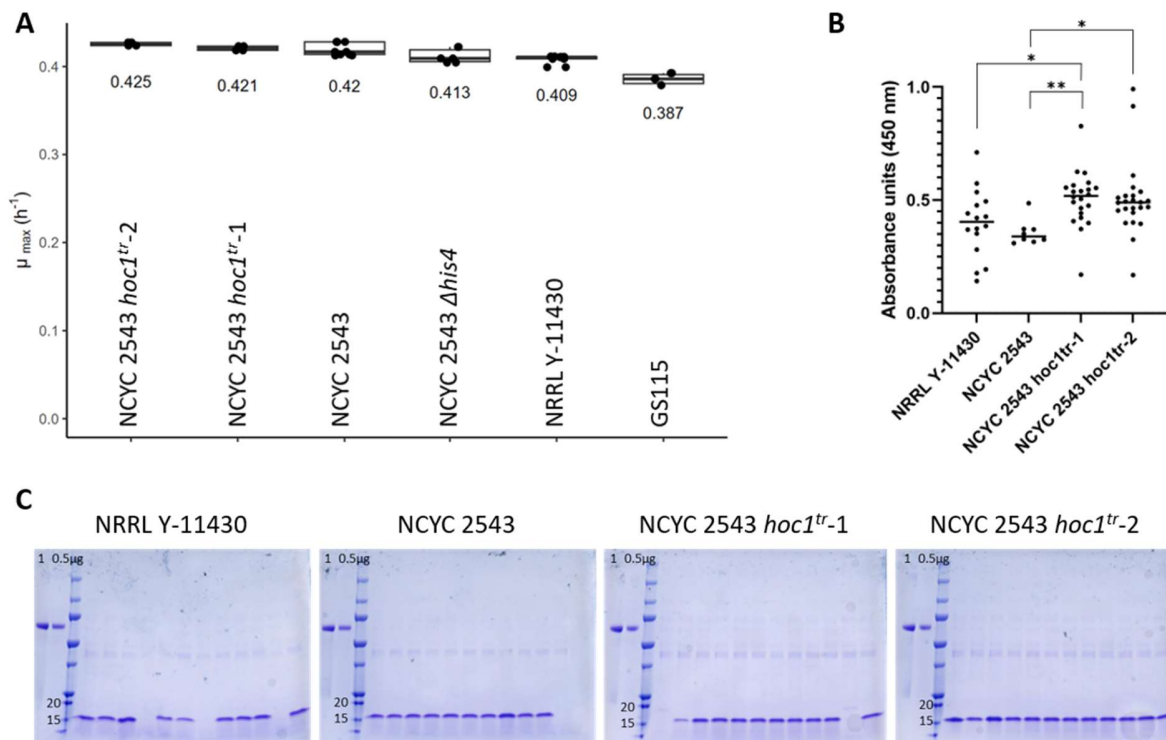 A
μ max (h⁻¹)
0.4
0.3
0.2
0.1
0.0
0.425
0.421
0.42
0.413
0.409
0.387
NCYC 2543 hoc1ᵗʳ-2
NCYC 2543 hoc1ᵗʳ-1
NCYC 2543
NCYC 2543 Δhis4
NRRL Y-11430
GS115
B
*
*
**
Absorbance units (450 nm)
1.0
0.5
0.0
NRRL Y-11430
NCYC 2543
NCYC 2543 hoc1tr-1
NCYC 2543 hoc1tr-2
C
NRRL Y-11430
NCYC 2543
NCYC 2543 hoc1ᵗʳ-1
NCYC 2543 hoc1ᵗʳ-2
1 0.5μg
20
15
1 0.5μg
20
15
1 0.5μg
20
15
1 0.5μg
20
15